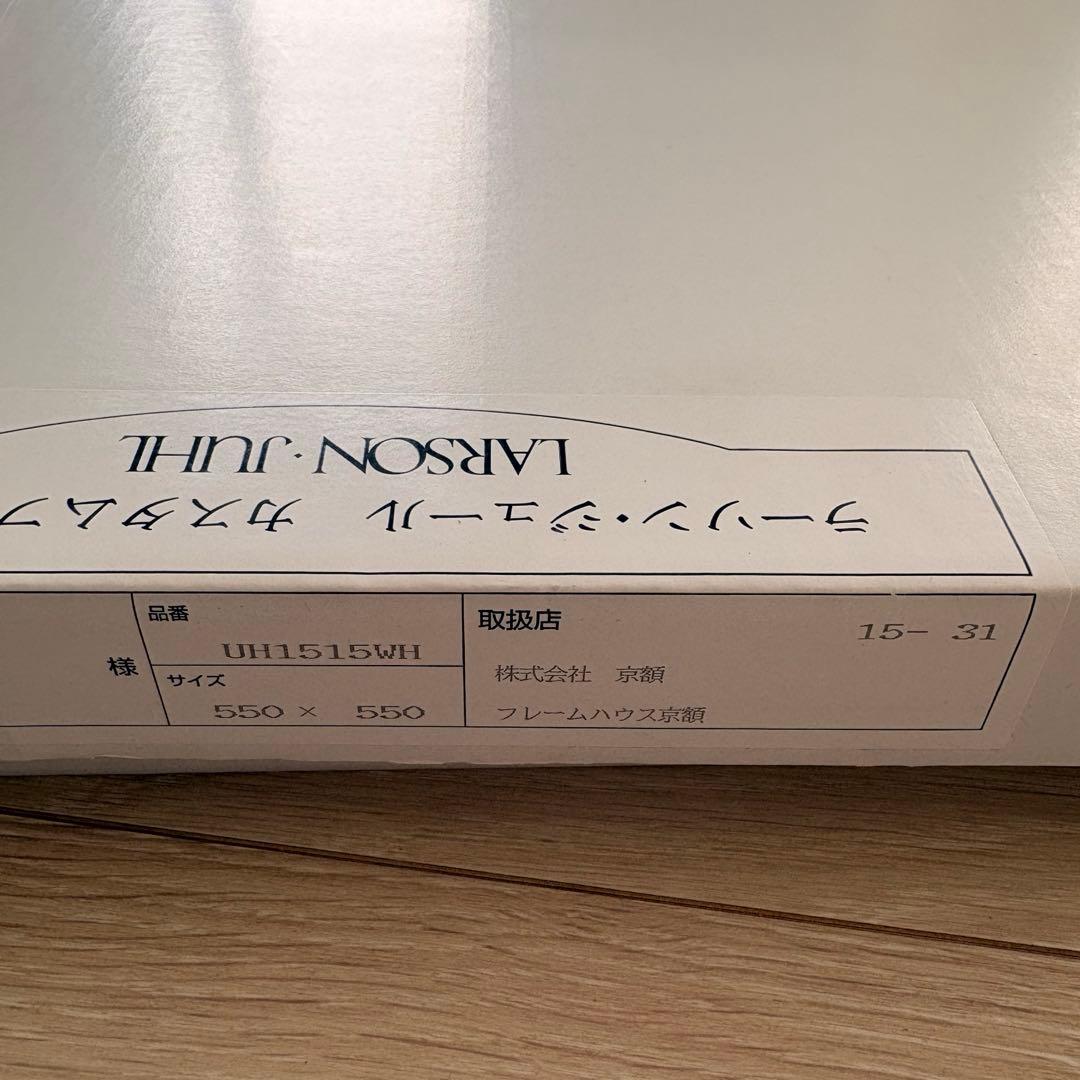 LARSON・JUHL
ラーソン・ジュール カスタム
様
品番
UH1515WH
サイズ
550 × 550
取扱店
15- 31
株式会社 京額
フレームハウス京額